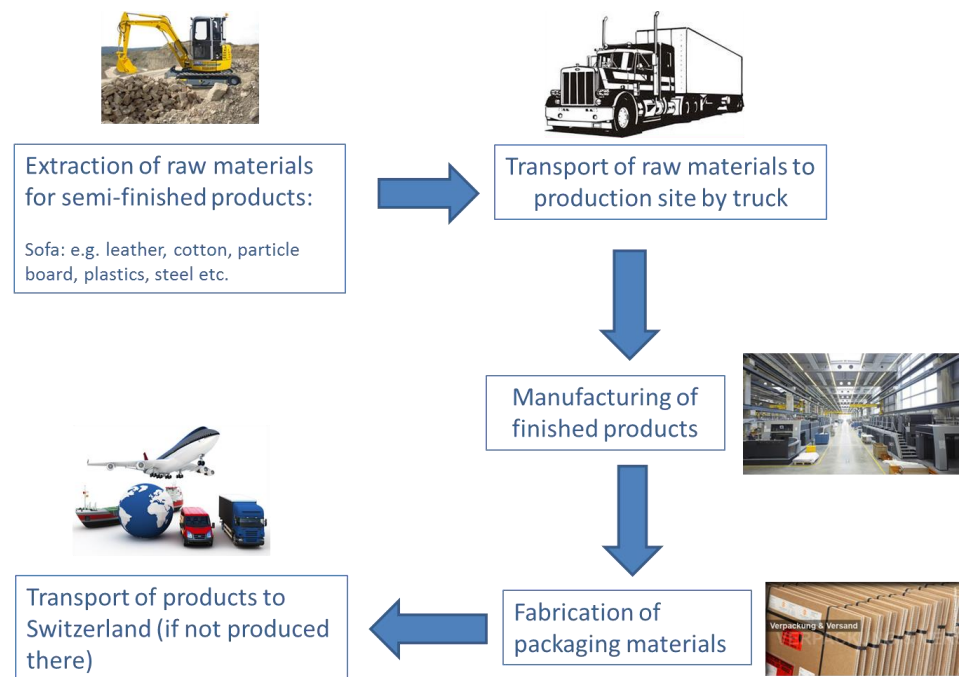 Extraction of raw materials
for semi-finished products:
Sofa: e.g. leather, cotton, particle
board, plastics, steel etc.
Transport of raw materials to
production site by truck
Manufacturing of
finished products
Fabrication of
packaging materials
Verpackung & Versand
Transport of products to
Switzerland (if not produced
there)